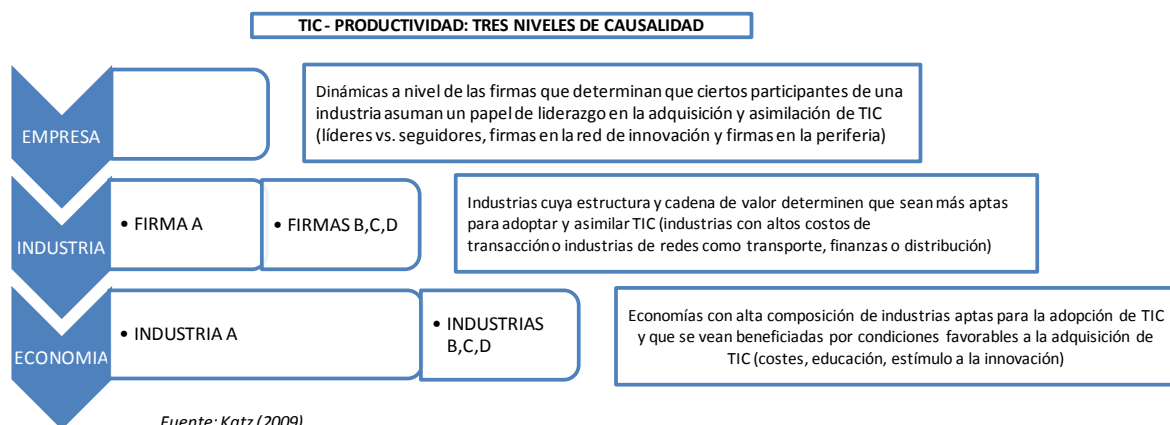 TIC - PRODUCTIVIDAD: TRES NIVELES DE CAUSALIDAD
EMPRESA
Dinámicas a nivel de las firmas que determinan que ciertos participantes de una
industria asuman un papel de liderazgo en la adquisición y asimilación de TIC
(líderes vs. seguidores, firmas en la red de innovación y firmas en la periferia)
INDUSTRIA
• FIRMA A
• FIRMAS B,C,D
Industrias cuya estructura y cadena de valor determinen que sean más aptas
para adoptar y asimilar TIC (industrias con altos costos de
transacción o industrias de redes como transporte, finanzas o distribución)
ECONOMIA
• INDUSTRIA A
• INDUSTRIAS
B,C,D
Economías con alta composición de industrias aptas para la adopción de TIC
y que se vean beneficiadas por condiciones favorables a la adquisición de
TIC (costes, educación, estímulo a la innovación)
Fuente: Katz (2009)